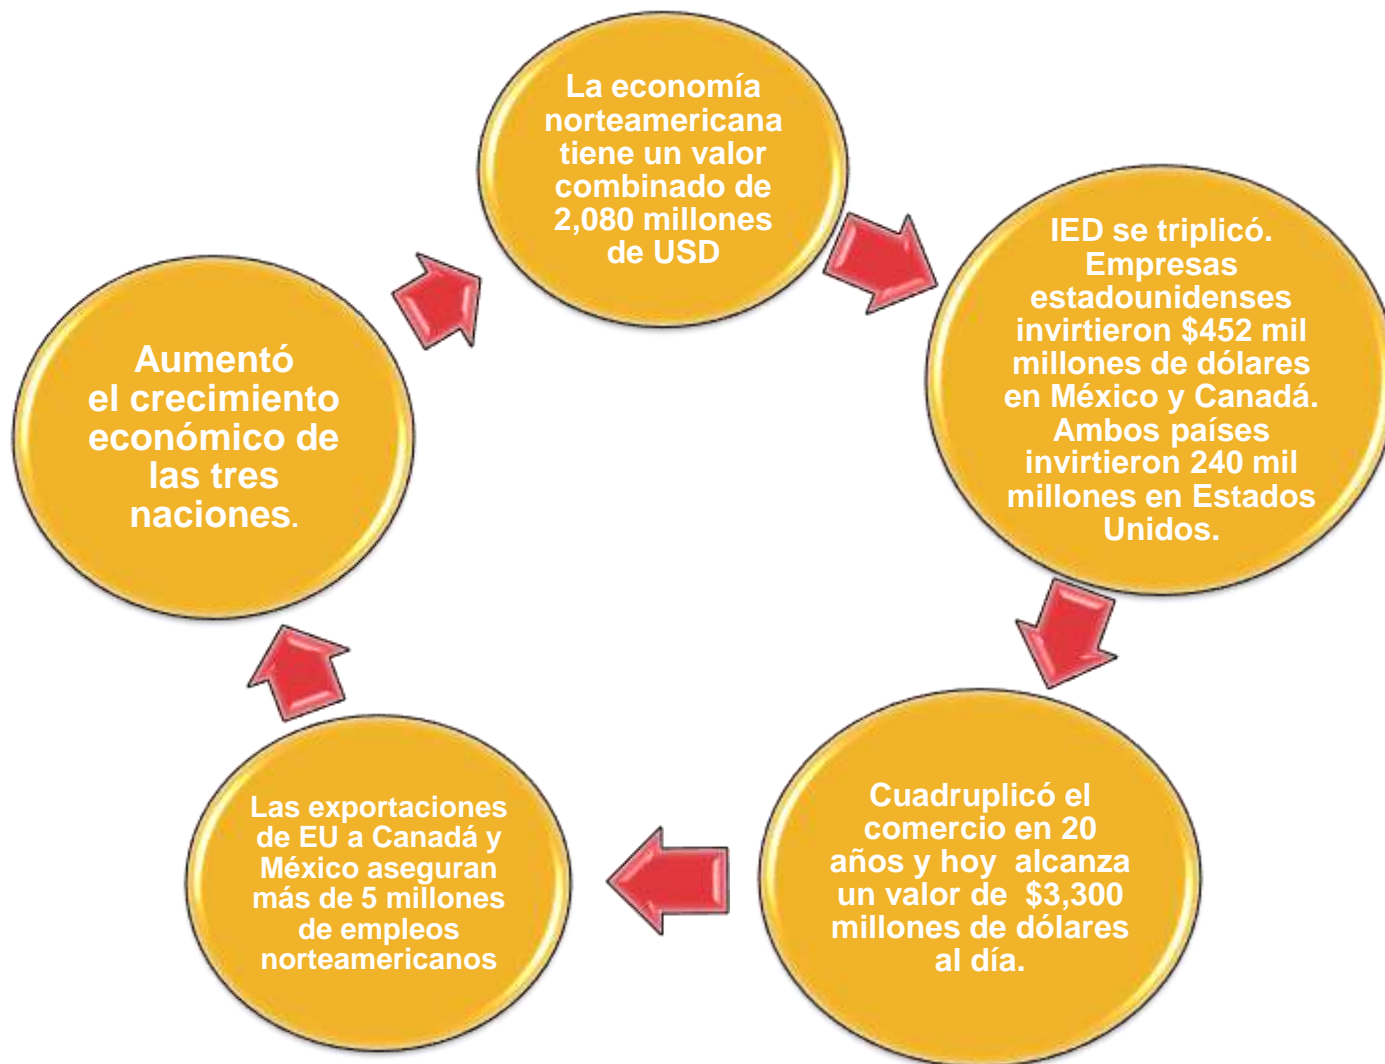 La economía
norteamericana
tiene un valor
combinado de
2,080 millones
de USD
IED se triplicó.
Empresas
estadounidenses
invirtieron $452 mil
millones de dólares
en México y Canadá.
Ambos países
invirtieron 240 mil
millones en Estados
Unidos.
Cuadruplicó el
comercio en 20
años y hoy  alcanza
un valor de  $3,300
millones de dólares
al día.
Las exportaciones
de EU a Canadá y
México aseguran
más de 5 millones
de empleos
norteamericanos
Aumentó
el crecimiento
económico de
las tres
naciones.